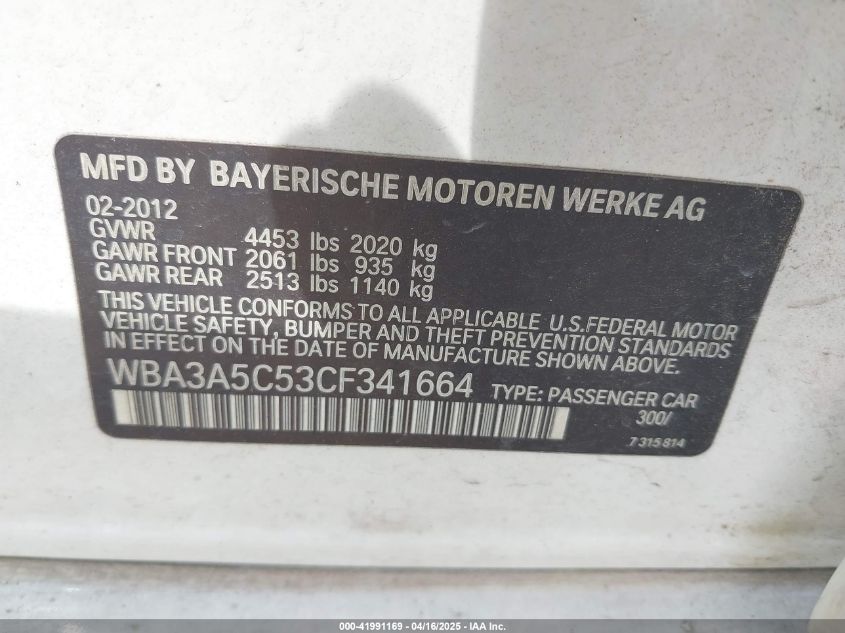 MFD BY BAYERISCHE MOTOREN WERKE AG
02-2012
GVWR 4453 lbs 2020 kg
GAWR FRONT 2061 lbs 935 kg
GAWR REAR 2513 lbs 1140 kg
THIS VEHICLE CONFORMS TO ALL APPLICABLE U.S.FEDERAL MOTOR
VEHICLE SAFETY, BUMPER AND THEFT PREVENTION STANDARDS
IN EFFECT ON THE DATE OF MANUFACTURE SHOWN ABOVE.
WBA3A5C53CF341664 TYPE: PASSENGER CAR
300/
7 315 814
000-41991169 - 04/16/2025 - IAA Inc.